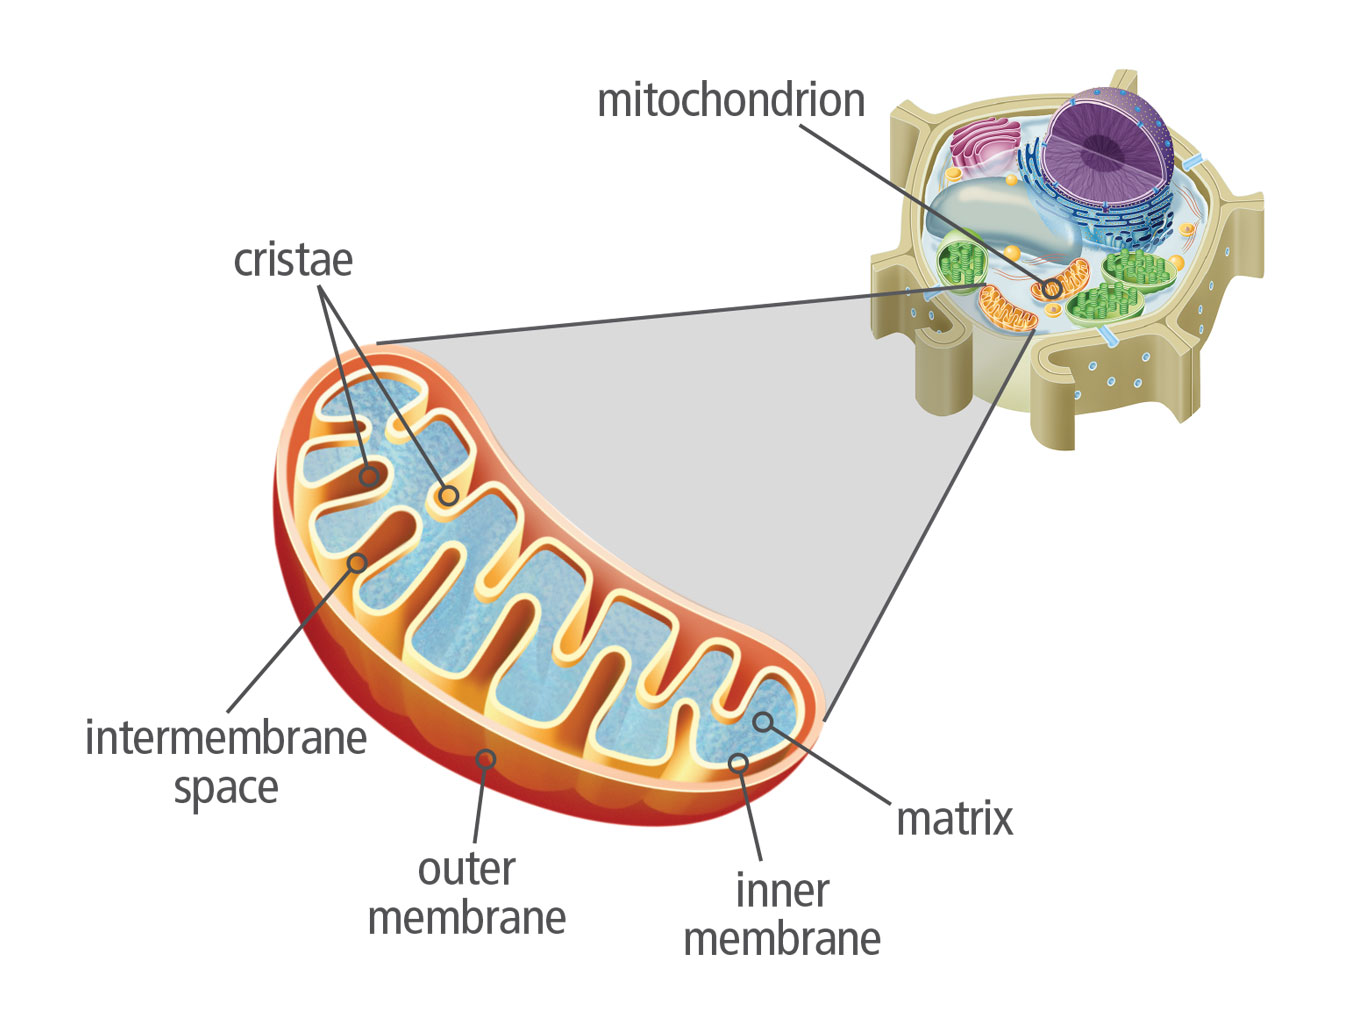 mitochondrion
cristae
intermembrane
space
matrix
outer
membrane
inner
membrane